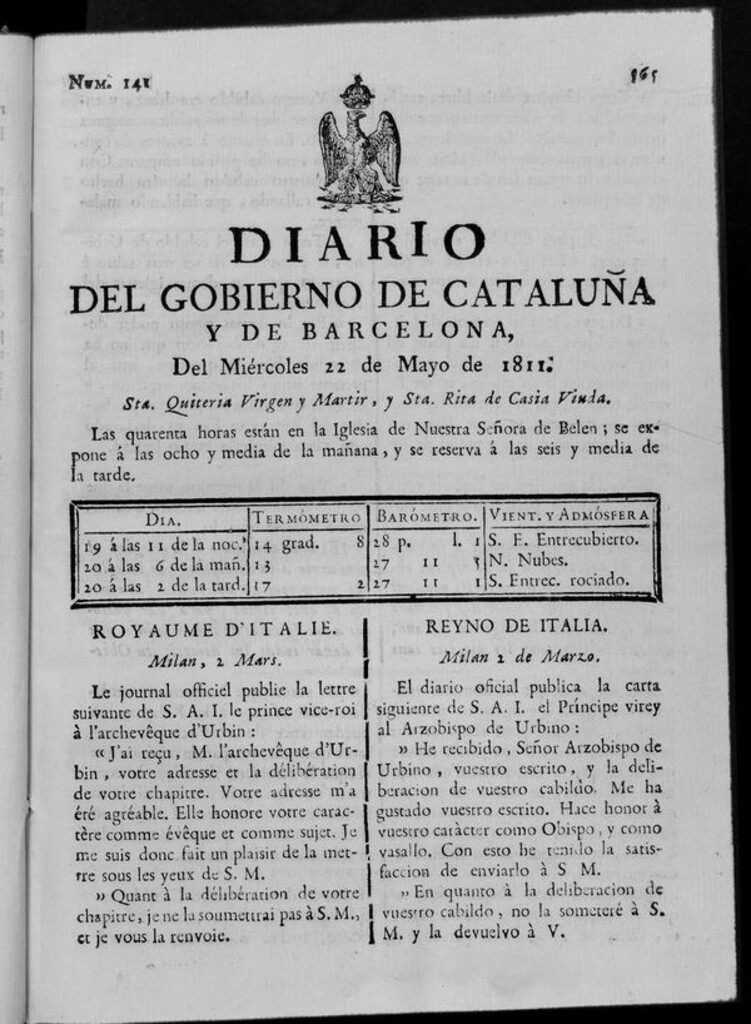 Num. 141
565
DIARIO
DEL GOBIERNO DE CATALUÑA
Y DE BARCELONA,
Del Miércoles 22 de Mayo de 1811.
Sta. Quiteria Virgen y Martir, y Sta. Rita de Casia Viuda.
Las quarenta horas están en la Iglesia de Nuestra Señora de Belen; se ex-
pone á las ocho y media de la mañana, y se reserva á las seis y media de
la tarde.
DIA. TERMÓMETRO BARÓMETRO. VIENT. Y ADMÓSFERA
19 á las 11 de la noc. 14 grad. 8 28 p. l. 1 S. E. Entrecubierto.
20 á las 6 de la mañ. 13 27 11 3 N. Nubes.
20 á las 2 de la tard. 17 2 27 11 1 S. Entrec. rociado.
ROYAUME D'ITALIE.
Milan, 2 Mars.
Le journal officiel publie la lettre
suivante de S. A. I. le prince vice-roi
à l'archevêque d'Urbin :
« J'ai reçu, M. l'archevêque d'Ur-
bin, votre adresse et la délibération
de votre chapitre. Votre adresse m'a
été agréable. Elle honore votre carac-
tère comme évêque et comme sujet. Je
me suis donc fait un plaisir de la met-
tre sous les yeux de S. M.
» Quant à la délibération de votre
chapitre, je ne la soumettrai pas à S. M.,
et je vous la renvoie.
REYNO DE ITALIA.
Milan 2 de Marzo.
El diario oficial publica la carta
siguiente de S. A. I. el Príncipe virey
al Arzobispo de Urbino :
» He recibido, Señor Arzobispo de
Urbino, vuestro escrito, y la deli-
beracion de vuestro cabildo. Me ha
gustado vuestro escrito. Hace honor à
vuestro caràcter como Obispo, y como
vasallo. Con esto he tenido la satis-
faccion de enviarlo à S M.
» En quanto à la deliberacion de
vuestro cabildo, no la someteré à S.
M. y la devuelvo à V.